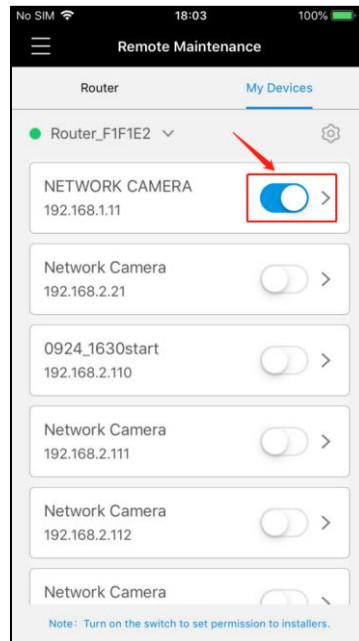 No SIM 18:03 100%
Remote Maintenance
Router My Devices
Router_F1F1E2
NETWORK CAMERA
192.168.1.11
Network Camera
192.168.2.21
0924_1630start
192.168.2.110
Network Camera
192.168.2.111
Network Camera
192.168.2.112
Network Camera
Note: Turn on the switch to set permission to installers.